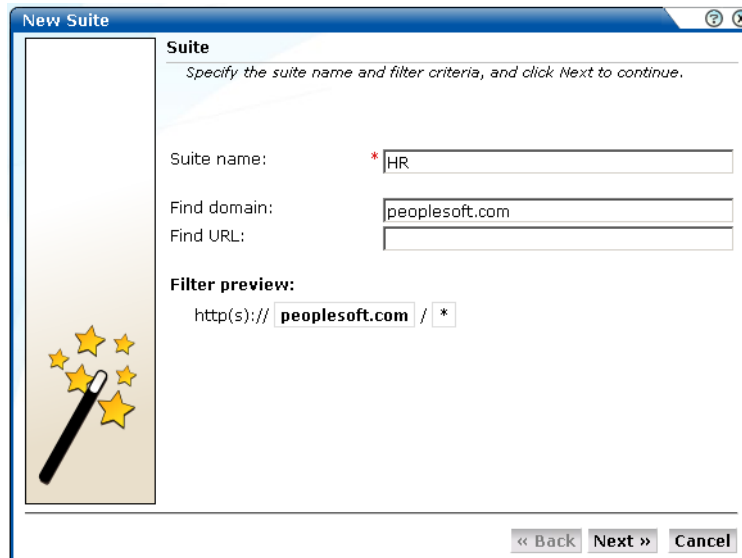 New Suite
Suite
Specify the suite name and filter criteria, and click Next to continue.
Suite name: * HR
Find domain: peoplesoft.com
Find URL:
Filter preview:
http(s):// peoplesoft.com / *
« Back Next » Cancel